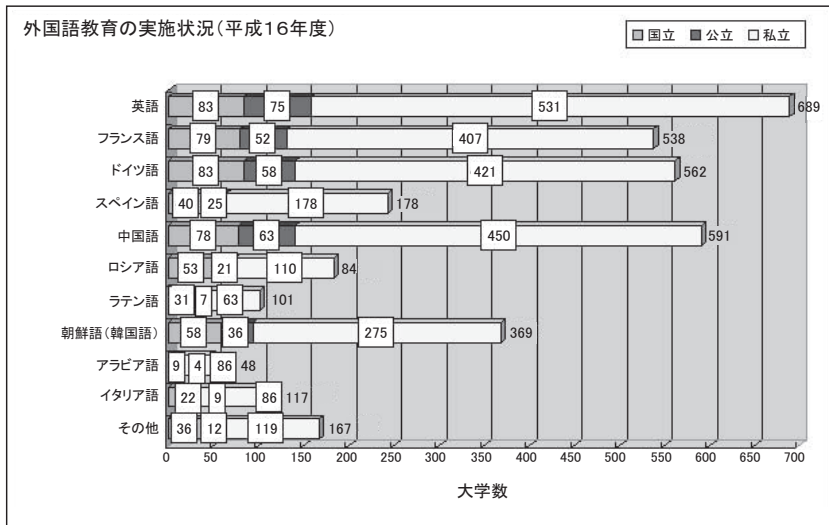 外国語教育の実施状況(平成16年度)
国立 公立 私立
英語 83 75 531 689
フランス語 79 52 407 538
ドイツ語 83 58 421 562
スペイン語 40 25 178 178
中国語 78 63 450 591
ロシア語 53 21 110 84
ラテン語 31 7 63 101
朝鮮語(韓国語) 58 36 275 369
アラビア語 9 4 86 48
イタリア語 22 9 86 117
その他 36 12 119 167
0 50 100 150 200 250 300 350 400 450 500 550 600 650 700
大学数